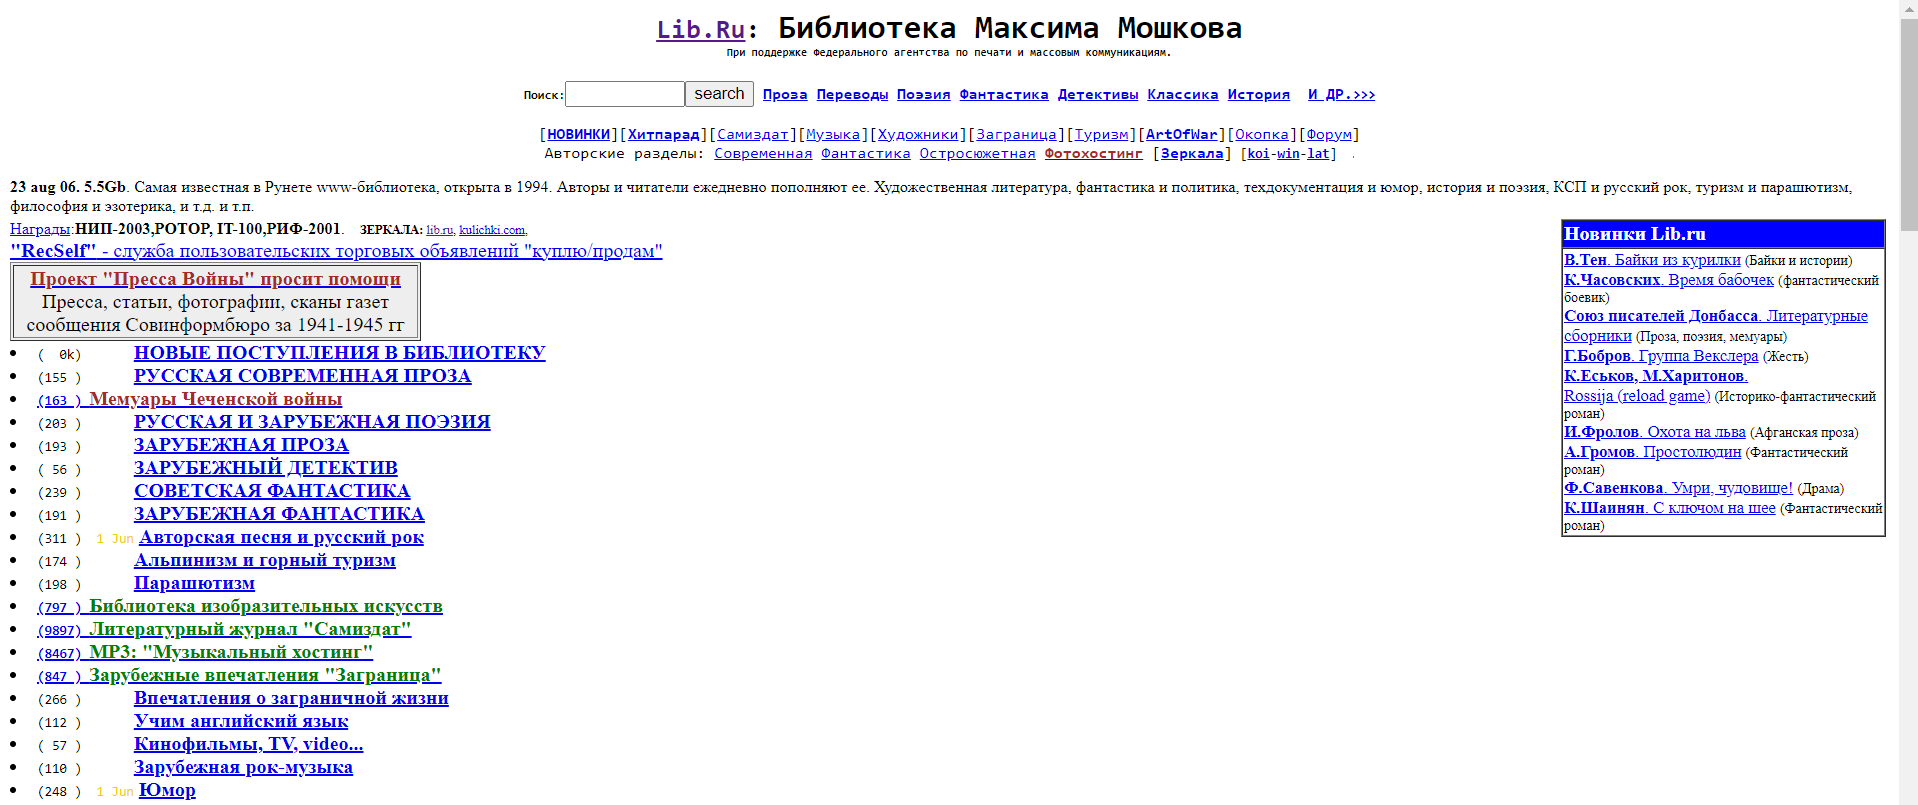 Lib.Ru: Библиотека Максима Мошкова
При поддержке Федерального агентства по печати и массовым коммуникациям.
Поиск: search Проза Переводы Поэзия Фантастика Детективы Классика История И ДР.>>>
[НОВИНКИ][Хитпарад][Самиздат][Музыка][Художники][Заграница][Туризм][ArtOfWar][Окопка][Форум]
Авторские разделы: Современная Фантастика Остросюжетная Фотохостинг [Зеркала] [koi-win-lat] .
23 aug 06. 5.5Gb. Самая известная в Рунете www-библиотека, открыта в 1994. Авторы и читатели ежедневно пополняют ее. Художественная литература, фантастика и политика, техдокументация и юмор, история и поэзия, КСП и русский рок, туризм и парашютизм,
философия и эзотерика, и т.д. и т.п.
Награды:НИП-2003,РОТОР, IT-100,РИФ-2001. ЗЕРКАЛА: lib.ru, kulichki.com,
"RecSelf" - служба пользовательских торговых объявлений "куплю/продам"
Проект "Пресса Войны" просит помощи
Пресса, статьи, фотографии, сканы газет
сообщения Совинформбюро за 1941-1945 гг
• ( 0k) НОВЫЕ ПОСТУПЛЕНИЯ В БИБЛИОТЕКУ
• (155 ) РУССКАЯ СОВРЕМЕННАЯ ПРОЗА
• (163 ) Мемуары Чеченской войны
• (203 ) РУССКАЯ И ЗАРУБЕЖНАЯ ПОЭЗИЯ
• (193 ) ЗАРУБЕЖНАЯ ПРОЗА
• ( 56 ) ЗАРУБЕЖНЫЙ ДЕТЕКТИВ
• (239 ) СОВЕТСКАЯ ФАНТАСТИКА
• (191 ) ЗАРУБЕЖНАЯ ФАНТАСТИКА
• (311 ) 1 Jun Авторская песня и русский рок
• (174 ) Альпинизм и горный туризм
• (198 ) Парашютизм
• (797 ) Библиотека изобразительных искусств
• (9897) Литературный журнал "Самиздат"
• (8467) MP3: "Музыкальный хостинг"
• (847 ) Зарубежные впечатления "Заграница"
• (266 ) Впечатления о заграничной жизни
• (112 ) Учим английский язык
• ( 57 ) Кинофильмы, TV, video...
• (110 ) Зарубежная рок-музыка
• (248 ) 1 Jun Юмор
Новинки Lib.ru
В.Тен. Байки из курилки (Байки и истории)
К.Часовских. Время бабочек (фантастический
боевик)
Союз писателей Донбасса. Литературные
сборники (Проза, поэзия, мемуары)
Г.Бобров. Группа Векслера (Жесть)
К.Еськов, М.Харитонов.
Rossija (reload game) (Историко-фантастический
роман)
И.Фролов. Охота на льва (Афганская проза)
А.Громов. Простолюдин (Фантастический
роман)
Ф.Савенкова. Умри, чудовище! (Драма)
К.Шаинян. С ключом на шее (Фантастический
роман)